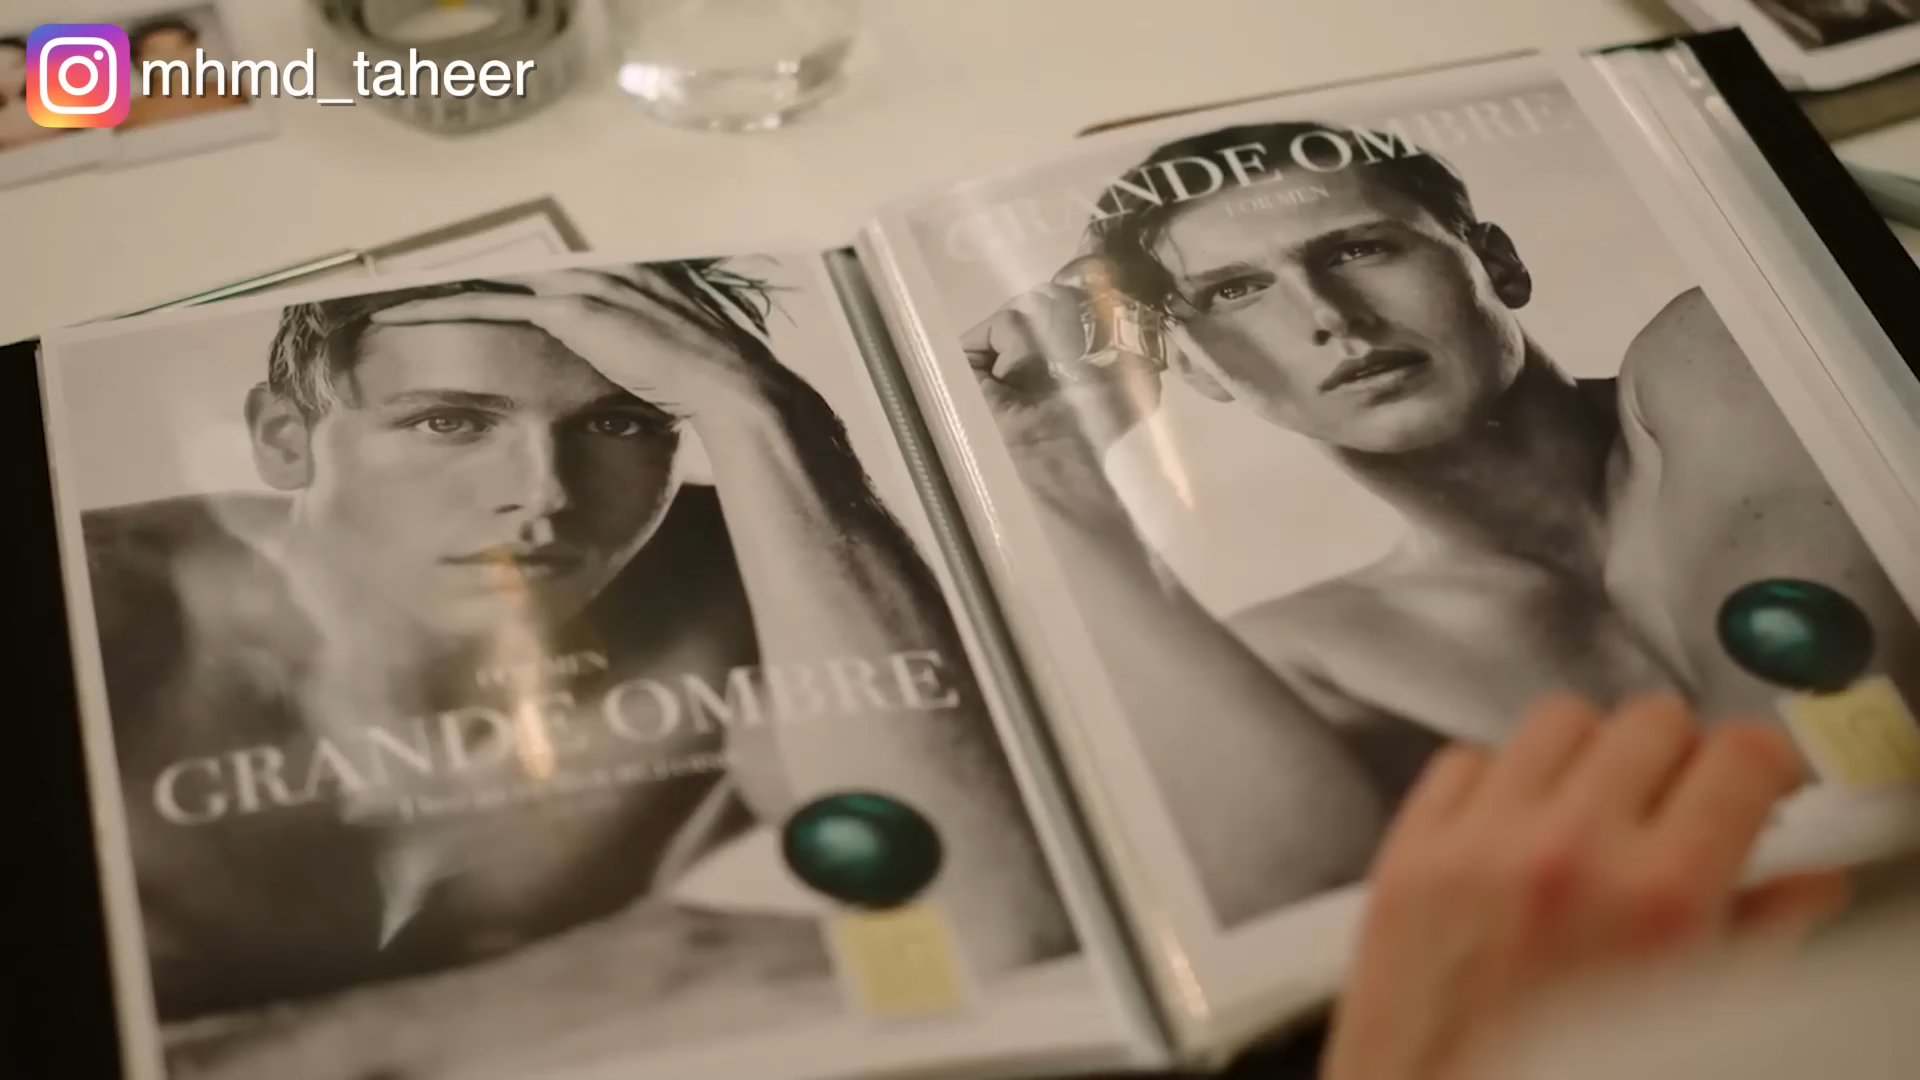 mhmd_taheer
GRANDE OMBRE
FOR MEN
FOR MEN
GRANDE OMBRE